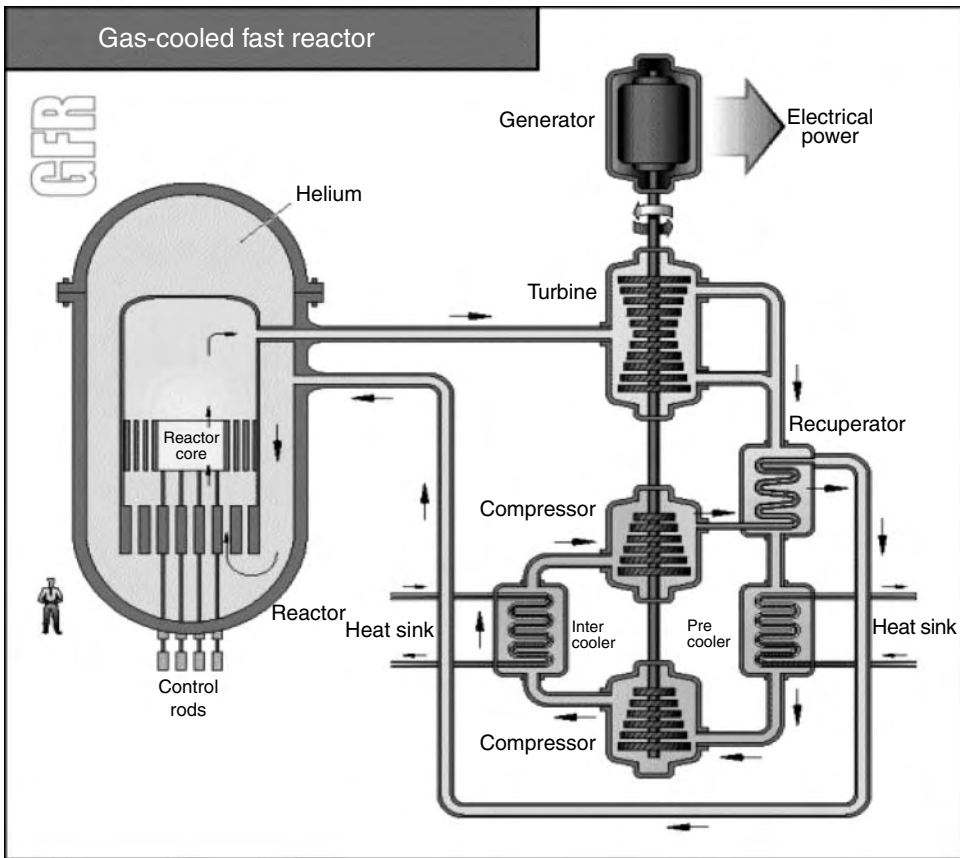 Gas-cooled fast reactor
GFR
Generator
Electrical
power
Helium
Turbine
Reactor
core
Recuperator
Compressor
Reactor
Heat sink
Inter
cooler
Pre
cooler
Heat sink
Control
rods
Compressor